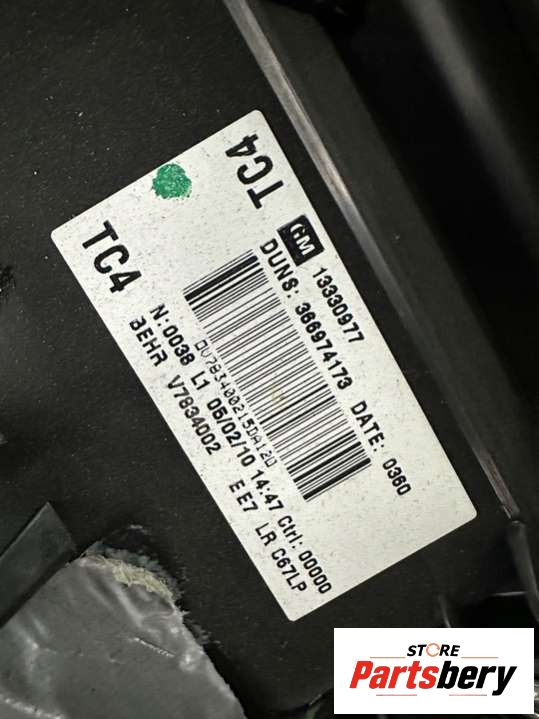 TC4
GM 13330977
DUNS: 366974173 DATE: 0360
DV783400215DA12D
N:0038 L1 05/02/10 14:47 Ctrl: 00000
BEHR V7834002 EE7 LR C67LP
TC4
STORE
Partsbery